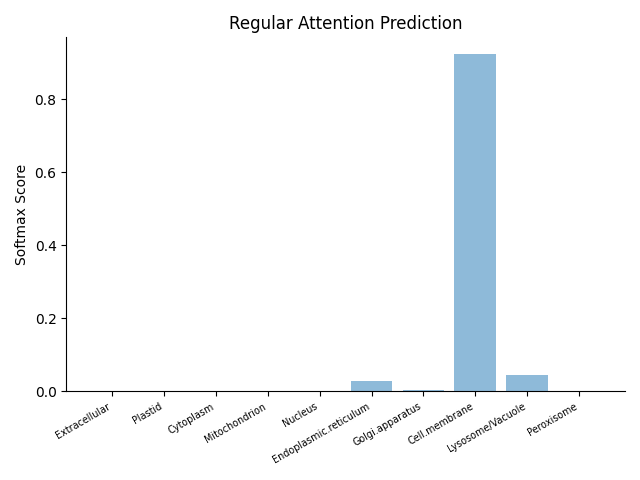 Regular Attention Prediction
Softmax Score
0.8
0.6
0.4
0.2
0.0
Extracellular
Plastid
Cytoplasm
Mitochondrion
Nucleus
Endoplasmic.reticulum
Golgi.apparatus
Cell.membrane
Lysosome/Vacuole
Peroxisome